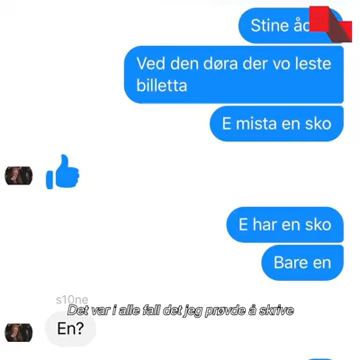 Stine åd
Ved den døra der vo leste
billetta
E mista en sko
E har en sko
Bare en
s10ne
Det var i alle fall det jeg prøvde å skrive
En?